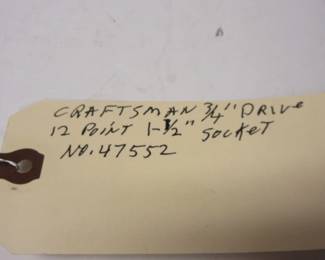 CRAFTSMAN 3/4" DRIVE
12 POINT 1-1/2" SOCKET
NO. 47552